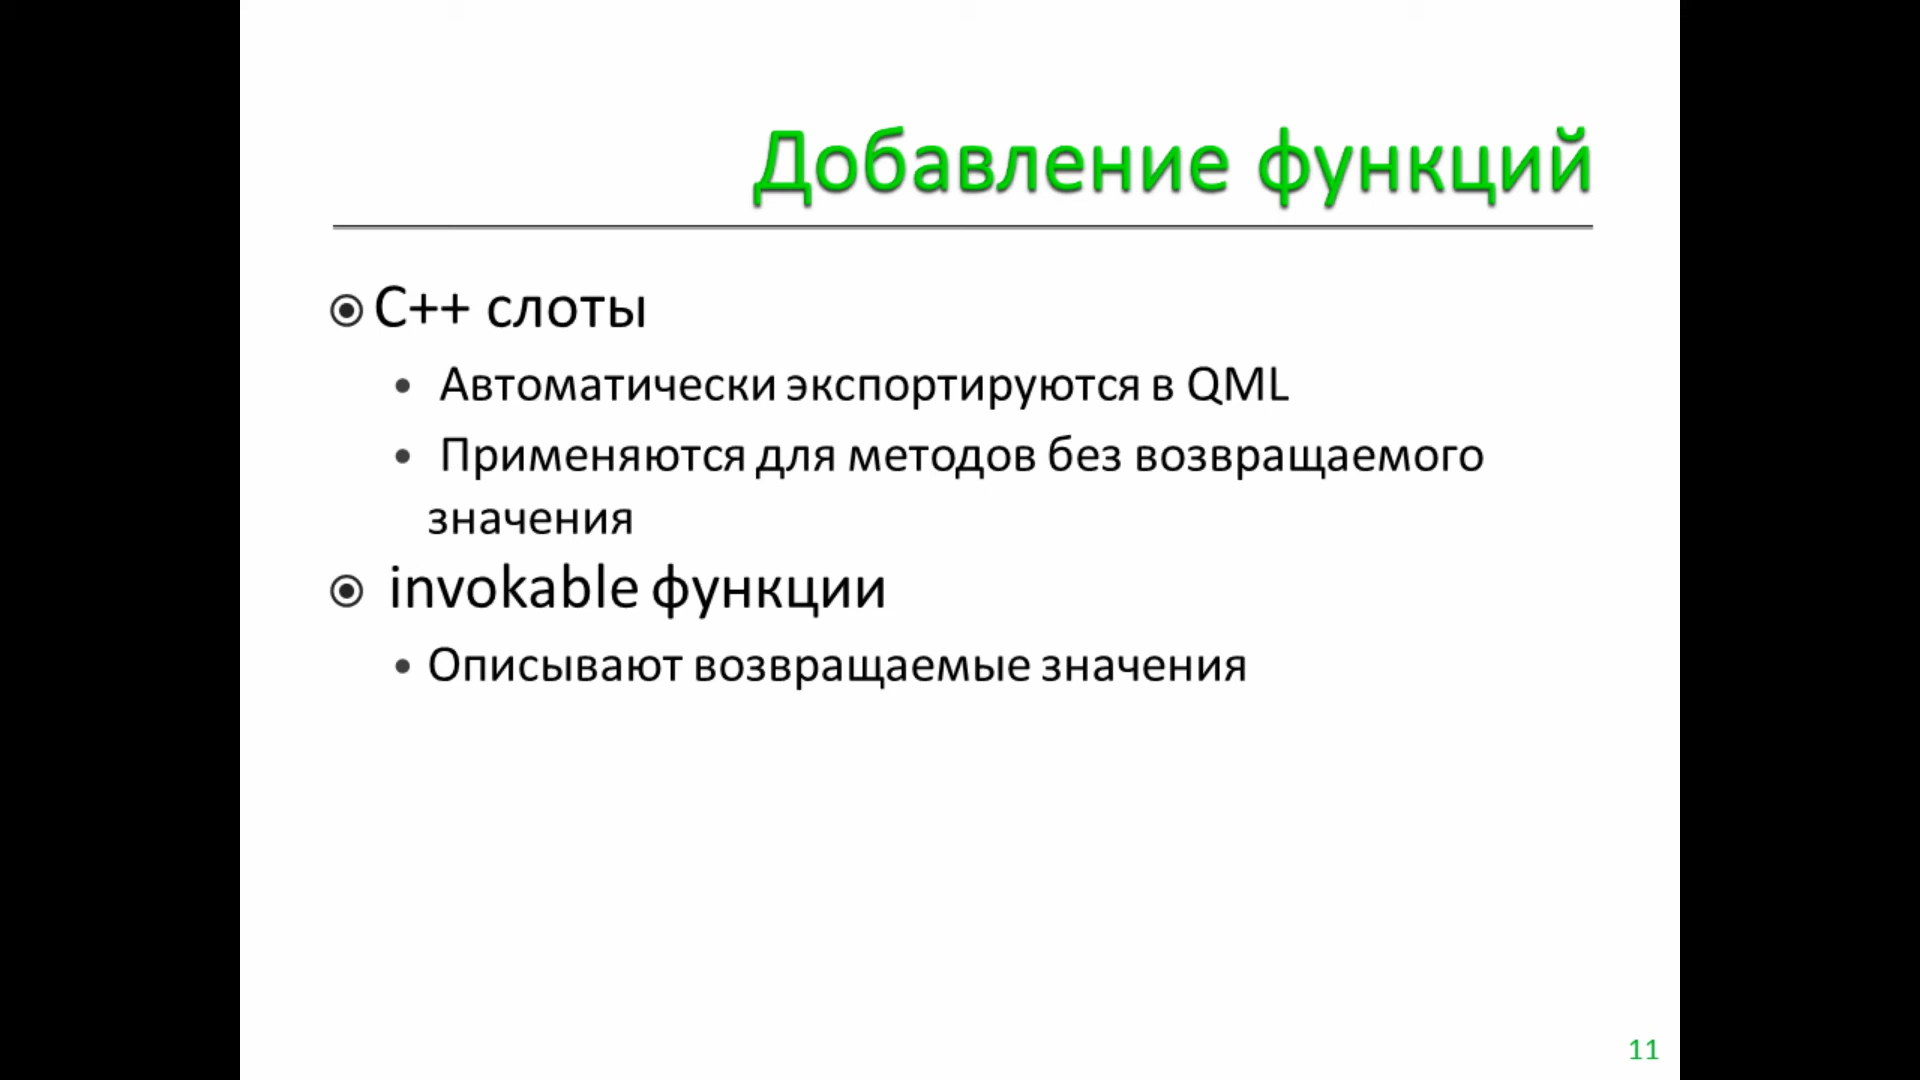 Добавление функций
C++ слоты
Автоматически экспортируются в QML
Применяются для методов без возвращаемого
значения
invokable функции
Описывают возвращаемые значения
11